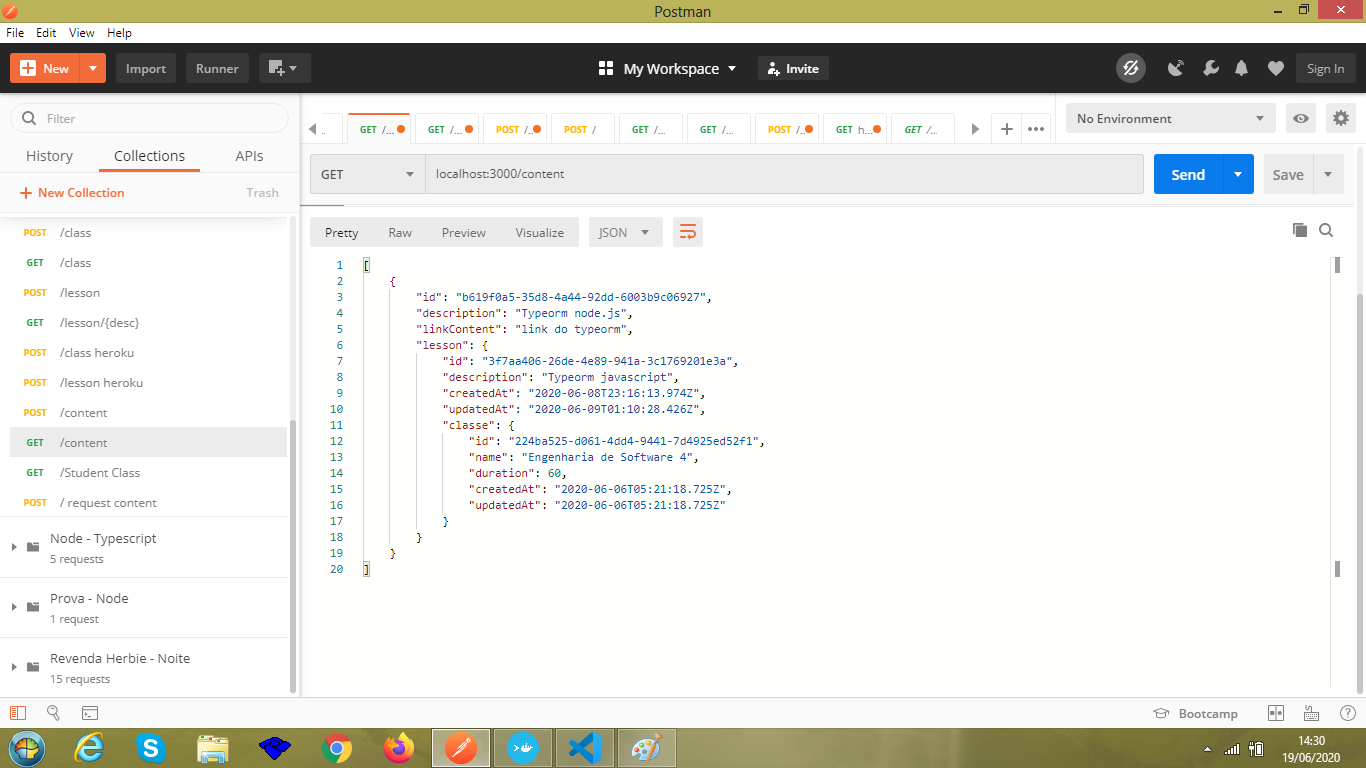 Postman
File Edit View Help
New Import Runner My Workspace Invite Sign In
Filter
History Collections APIs
New Collection Trash
POST /class
GET /class
POST /lesson
GET /lesson/{desc}
POST /class heroku
POST /lesson heroku
POST /content
GET /content
GET /Student Class
POST / request content
Node - Typescript
5 requests
Prova - Node
1 request
Revenda Herbie - Noite
15 requests
.. GET /... GET /... POST /.. POST / GET /... GET /... POST /.. GET h... GET /...
No Environment
GET localhost:3000/content Send Save
Pretty Raw Preview Visualize JSON
1 [
2 {
3 "id": "b619f0a5-35d8-4a44-92dd-6003b9c06927",
4 "description": "Typeorm node.js",
5 "linkContent": "link do typeorm",
6 "lesson": {
7 "id": "3f7aa406-26de-4e89-941a-3c1769201e3a",
8 "description": "Typeorm javascript",
9 "createdAt": "2020-06-08T23:16:13.974Z",
10 "updatedAt": "2020-06-09T01:10:28.426Z",
11 "classe": {
12 "id": "224ba525-d061-4dd4-9441-7d4925ed52f1",
13 "name": "Engenharia de Software 4",
14 "duration": 60,
15 "createdAt": "2020-06-06T05:21:18.725Z",
16 "updatedAt": "2020-06-06T05:21:18.725Z"
17 }
18 }
19 }
20 ]
Bootcamp
14:30
19/06/2020